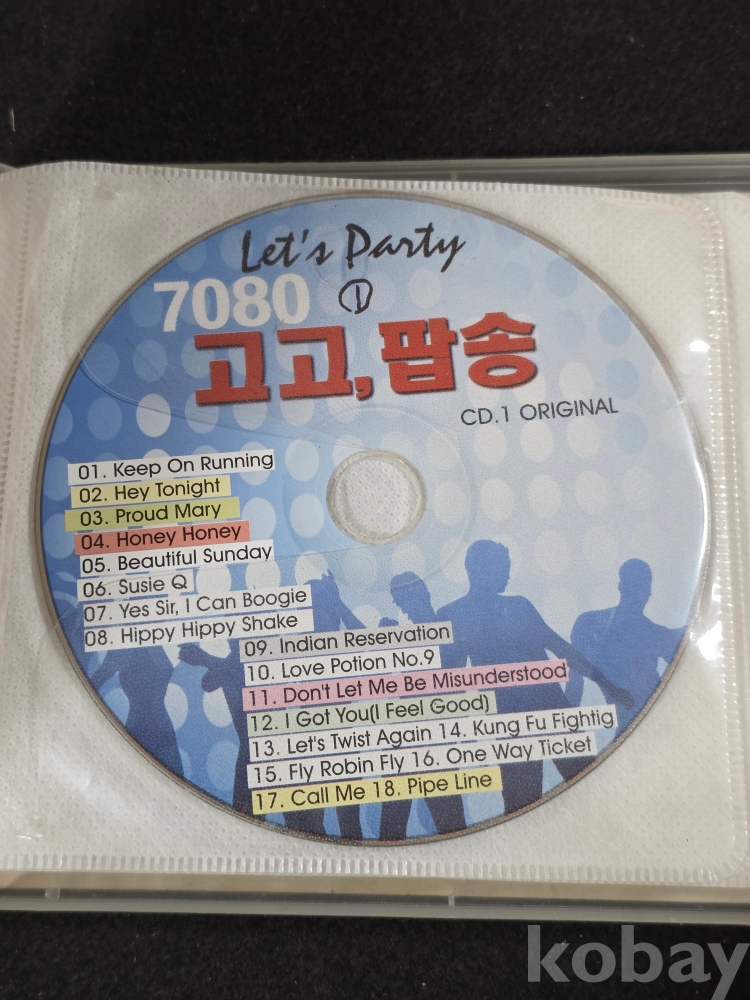 Let's Party
7080 ①
고고, 팝송
CD.1 ORIGINAL
01. Keep On Running
02. Hey Tonight
03. Proud Mary
04. Honey Honey
05. Beautiful Sunday
06. Susie Q
07. Yes Sir, I Can Boogie
08. Hippy Hippy Shake
09. Indian Reservation
10. Love Potion No.9
11. Don't Let Me Be Misunderstood
12. I Got You(I Feel Good)
13. Let's Twist Again 14. Kung Fu Fightig
15. Fly Robin Fly 16. One Way Ticket
17. Call Me 18. Pipe Line
kobay